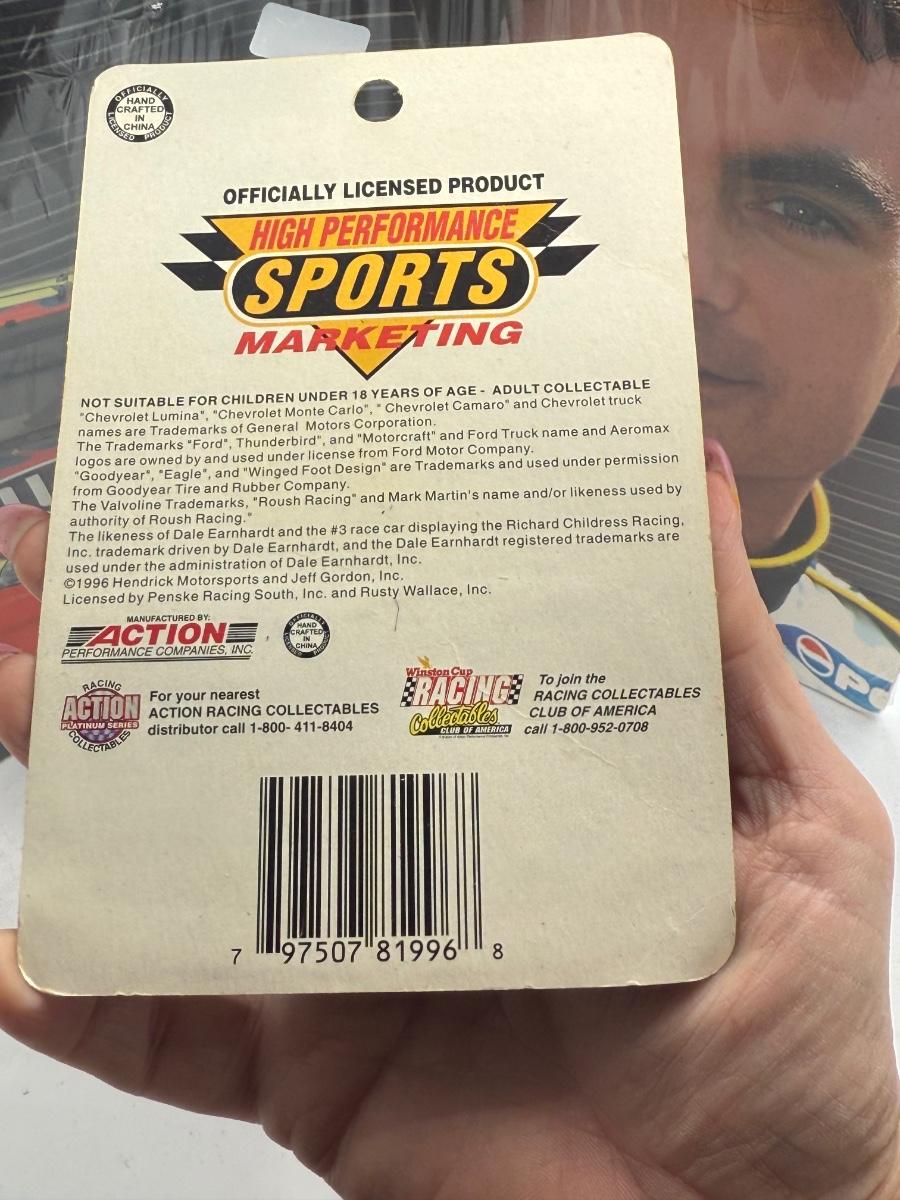 OFFICIALLY LICENSED PRODUCT
HAND
CRAFTED
IN
CHINA
OFFICIALLY LICENSED PRODUCT
HIGH PERFORMANCE
SPORTS
MARKETING
NOT SUITABLE FOR CHILDREN UNDER 18 YEARS OF AGE - ADULT COLLECTABLE
"Chevrolet Lumina", "Chevrolet Monte Carlo", " Chevrolet Camaro" and Chevrolet truck
names are Trademarks of General Motors Corporation.
The Trademarks "Ford", Thunderbird", and "Motorcraft" and Ford Truck name and Aeromax
logos are owned by and used under license from Ford Motor Company.
"Goodyear", "Eagle", and "Winged Foot Design" are Trademarks and used under permission
from Goodyear Tire and Rubber Company.
The Valvoline Trademarks, "Roush Racing" and Mark Martin's name and/or likeness used by
authority of Roush Racing."
The likeness of Dale Earnhardt and the #3 race car displaying the Richard Childress Racing,
Inc. trademark driven by Dale Earnhardt, and the Dale Earnhardt registered trademarks are
used under the administration of Dale Earnhardt, Inc.
©1996 Hendrick Motorsports and Jeff Gordon, Inc.
Licensed by Penske Racing South, Inc. and Rusty Wallace, Inc.
MANUFACTURED BY:
ACTION
PERFORMANCE COMPANIES, INC.
OFFICIALLY LICENSED PRODUCT
HAND
CRAFTED
IN
CHINA
RACING
ACTION
PLATINUM SERIES
COLLECTABLES
For your nearest
ACTION RACING COLLECTABLES
distributor call 1-800- 411-8404
Winston Cup
RACING
Collectables
CLUB OF AMERICA
To join the
RACING COLLECTABLES
CLUB OF AMERICA
call 1-800-952-0708
7 97507 81996 8